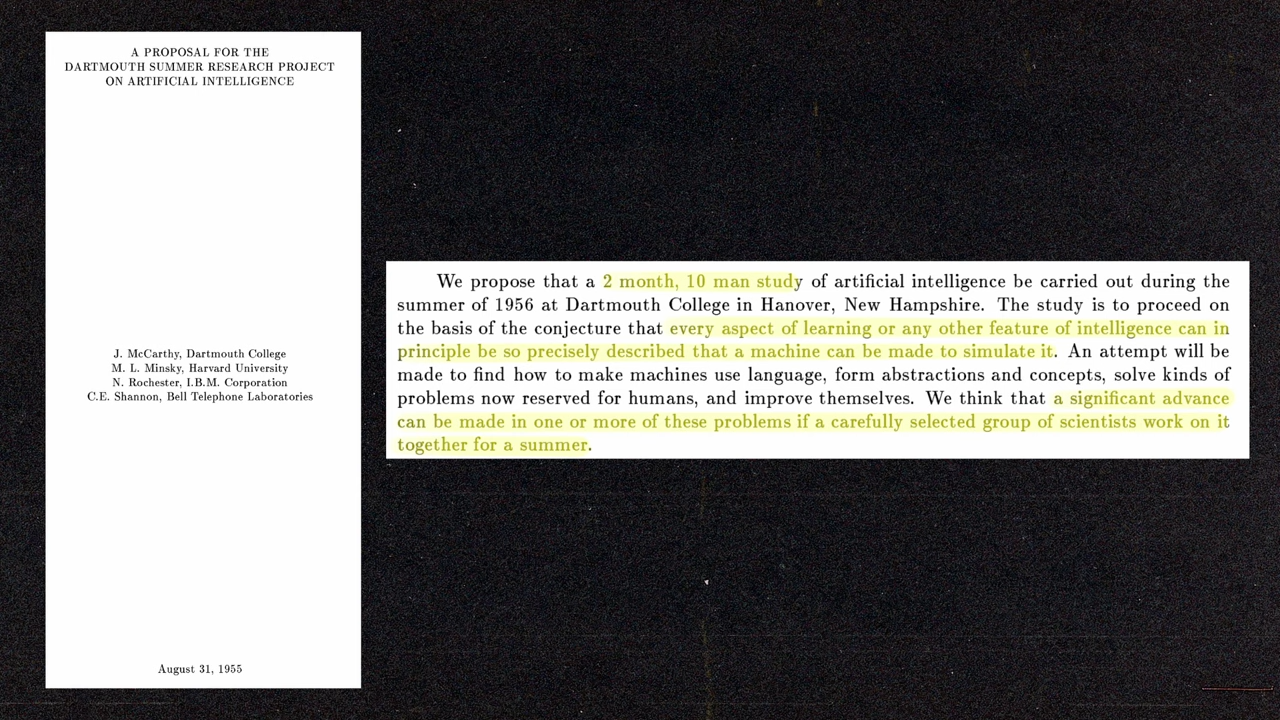 A PROPOSAL FOR THE
DARTMOUTH SUMMER RESEARCH PROJECT
ON ARTIFICIAL INTELLIGENCE
J. McCarthy, Dartmouth College
M. L. Minsky, Harvard University
N. Rochester, I.B.M. Corporation
C.E. Shannon, Bell Telephone Laboratories
August 31, 1955
We propose that a 2 month, 10 man study of artificial intelligence be carried out during the
summer of 1956 at Dartmouth College in Hanover, New Hampshire. The study is to proceed on
the basis of the conjecture that every aspect of learning or any other feature of intelligence can in
principle be so precisely described that a machine can be made to simulate it. An attempt will be
made to find how to make machines use language, form abstractions and concepts, solve kinds of
problems now reserved for humans, and improve themselves. We think that a significant advance
can be made in one or more of these problems if a carefully selected group of scientists work on it
together for a summer.